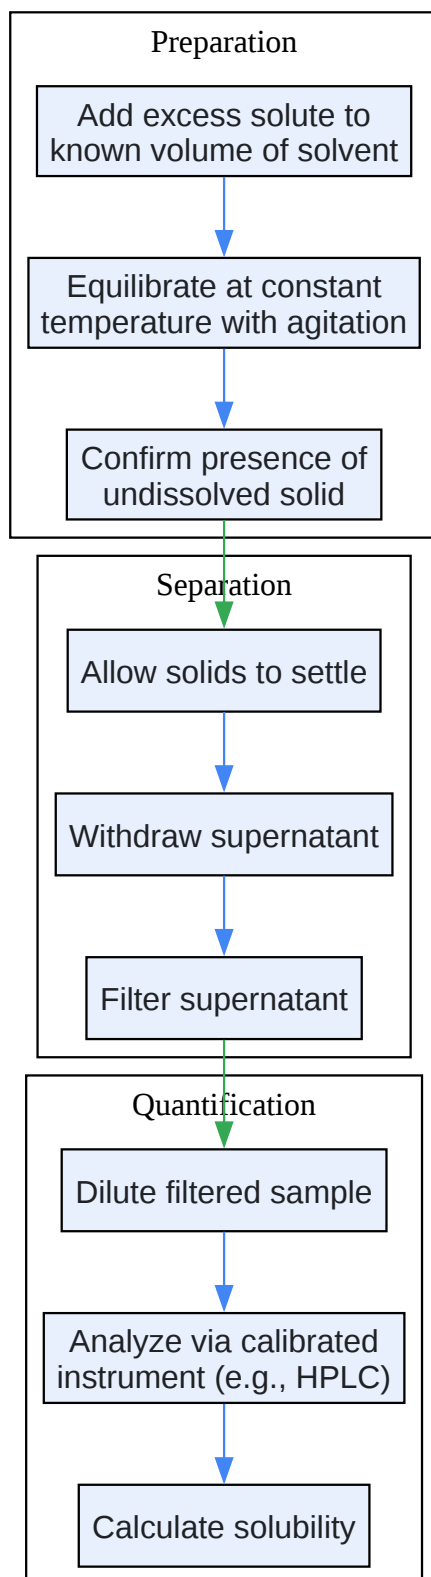 Preparation
Add excess solute to
known volume of solvent
Equilibrate at constant
temperature with agitation
Confirm presence of
undissolved solid
Separation
Allow solids to settle
Withdraw supernatant
Filter supernatant
Quantification
Dilute filtered sample
Analyze via calibrated
instrument (e.g., HPLC)
Calculate solubility